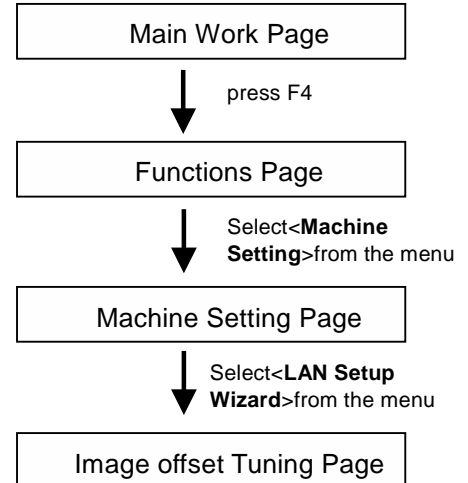 Main Work Page
press F4
Functions Page
Select<Machine
Setting>from the menu
Machine Setting Page
Select<LAN Setup
Wizard>from the menu
Image offset Tuning Page